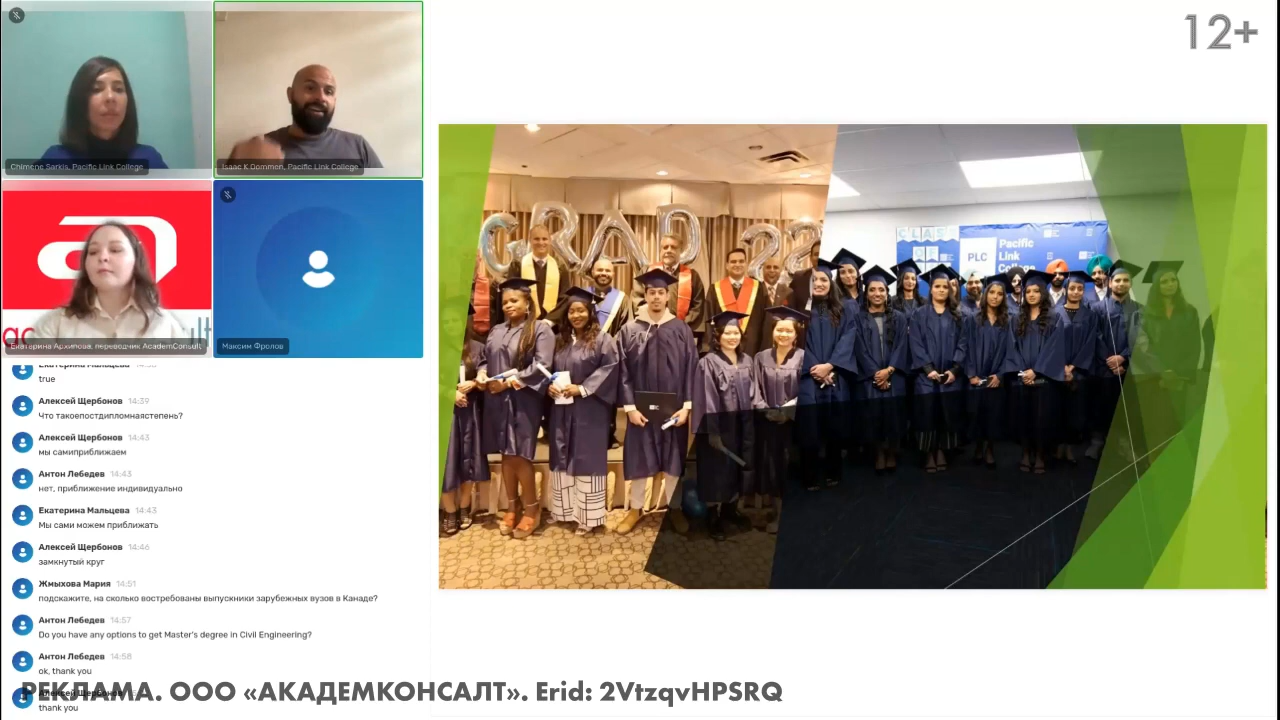 12+
Chimene Sarkis, Pacific Link College
Isaac K Dommen, Pacific Link College
Екатерина Архипова, переводчик AcademConsult
Максим Фролов
GRAD 22
CLASS
PLC
Pacific
Link
College
Екатерина Мальцева
true
Алексей Щербонов 14:39
Что такоепостдипломнаястепень?
Алексей Щербонов 14:43
мы самиприближаем
Антон Лебедев 14:43
нет, приближение индивидуально
Екатерина Мальцева 14:43
Мы сами можем приближать
Алексей Щербонов 14:46
замкнутый круг
Жмыхова Мария 14:51
подскажите, на сколько востребованы выпускники зарубежных вузов в Канаде?
Антон Лебедев 14:57
Do you have any options to get Master's degree in Civil Engineering?
Антон Лебедев 14:58
ok, thank you
Алексей Щербонов
thank you
РЕКЛАМА. ООО «АКАДЕМКОНСАЛТ». Erid: 2VtzqvHPSRQ